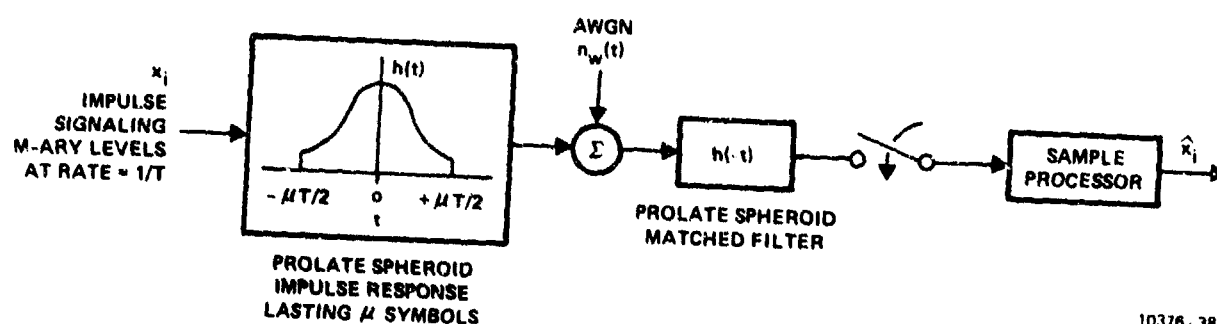 x_i
IMPULSE
SIGNALING
M-ARY LEVELS
AT RATE = 1/T
h(t)
- μT/2
0
+ μT/2
t
PROLATE SPHEROID
IMPULSE RESPONSE
LASTING μ SYMBOLS
AWGN
n_w(t)
Σ
h(-t)
PROLATE SPHEROID
MATCHED FILTER
SAMPLE
PROCESSOR
x̂_i
10376-38